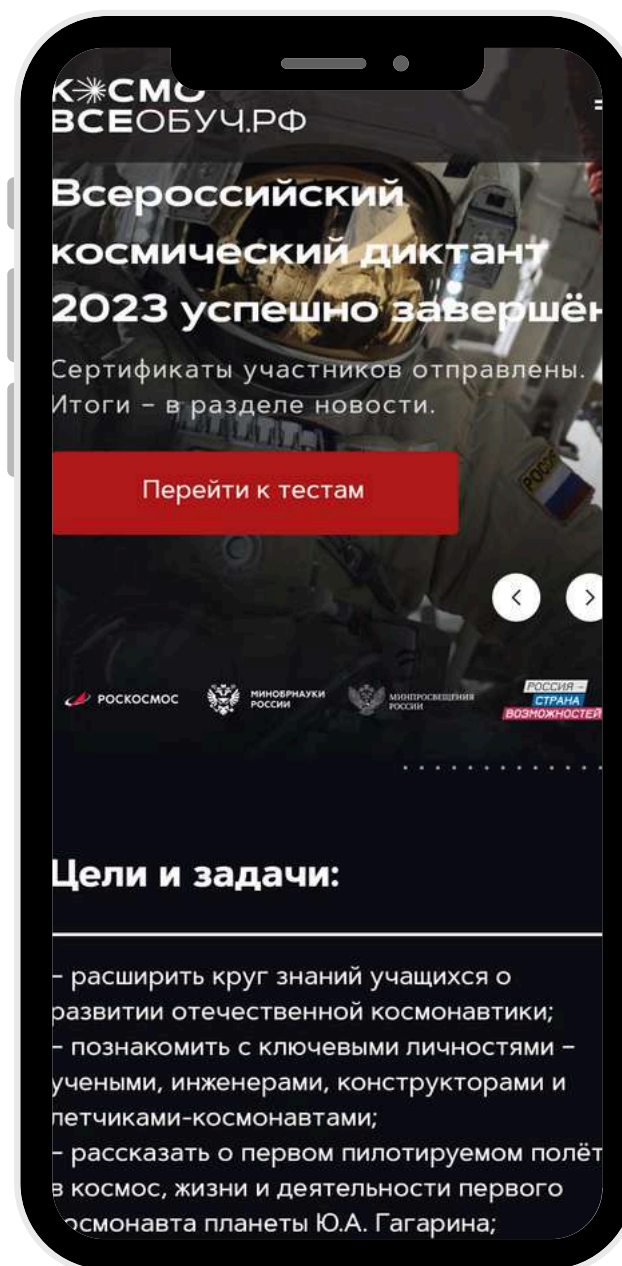 К СМО
ВСЕОБУЧ.РФ
Всероссийский
космический диктант
2023 успешно завершён
Сертификаты участников отправлены.
Итоги – в разделе новости.
РОССИЯ
Перейти к тестам
РОСКОСМОС
МИНОБРНАУКИ
РОССИИ
МИНПРОСВЕЩЕНИЯ
РОССИИ
РОССИЯ –
СТРАНА
ВОЗМОЖНОСТЕЙ
Цели и задачи:
– расширить круг знаний учащихся о
развитии отечественной космонавтики;
– познакомить с ключевыми личностями –
учеными, инженерами, конструкторами и
летчиками-космонавтами;
– рассказать о первом пилотируемом полёт
в космос, жизни и деятельности первого
осмонавта планеты Ю.А. Гагарина;